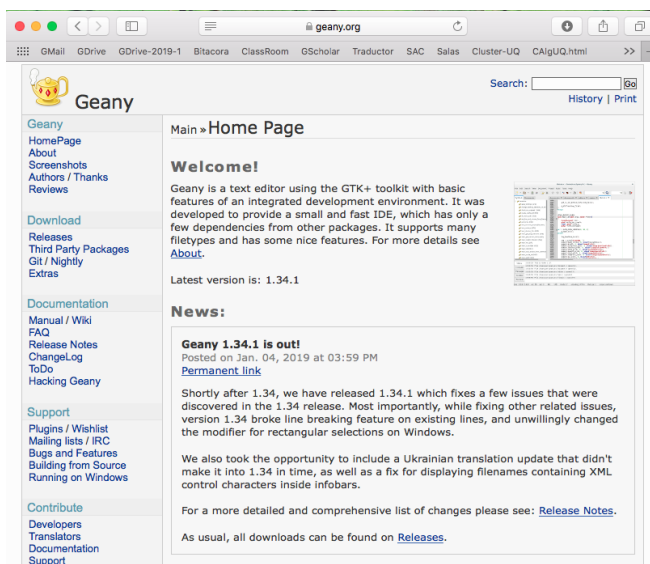 geany.org
GMail GDrive GDrive-2019-1 Bitacora ClassRoom GScholar Traductor SAC Salas Cluster-UQ CAlgUQ.html >>
Geany
Search: Go
History | Print
Geany
HomePage
About
Screenshots
Authors / Thanks
Reviews
Download
Releases
Third Party Packages
Git / Nightly
Extras
Documentation
Manual / Wiki
FAQ
Release Notes
ChangeLog
ToDo
Hacking Geany
Support
Plugins / Wishlist
Mailing lists / IRC
Bugs and Features
Building from Source
Running on Windows
Contribute
Developers
Translators
Documentation
Support
Main » Home Page
Welcome!
Geany is a text editor using the GTK+ toolkit with basic
features of an integrated development environment. It was
developed to provide a small and fast IDE, which has only a
few dependencies from other packages. It supports many
filetypes and has some nice features. For more details see
About.
Latest version is: 1.34.1
News:
Geany 1.34.1 is out!
Posted on Jan. 04, 2019 at 03:59 PM
Permanent link
Shortly after 1.34, we have released 1.34.1 which fixes a few issues that were
discovered in the 1.34 release. Most importantly, while fixing other related issues,
version 1.34 broke line breaking feature on existing lines, and unwillingly changed
the modifier for rectangular selections on Windows.
We also took the opportunity to include a Ukrainian translation update that didn't
make it into 1.34 in time, as well as a fix for displaying filenames containing XML
control characters inside infobars.
For a more detailed and comprehensive list of changes please see: Release Notes.
As usual, all downloads can be found on Releases.